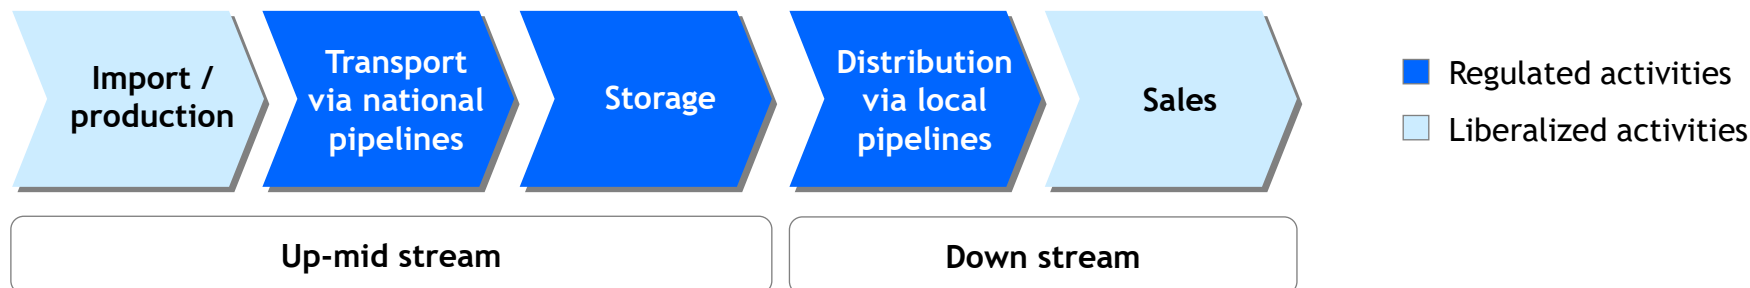 Import /
production
Transport
via national
pipelines
Storage
Distribution
via local
pipelines
Sales
Regulated activities
Liberalized activities
Up-mid stream
Down stream